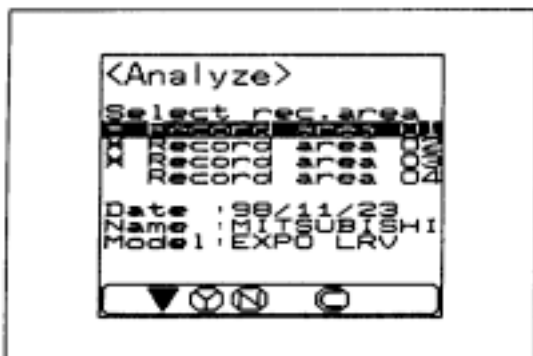 <Analyze>
Select rec.area
Record area 01
M Record area 02
M Record area 03
Record area 04
Date :98/11/23
Name :MITSUBISHI
Model:EXPO LRV
Y N C